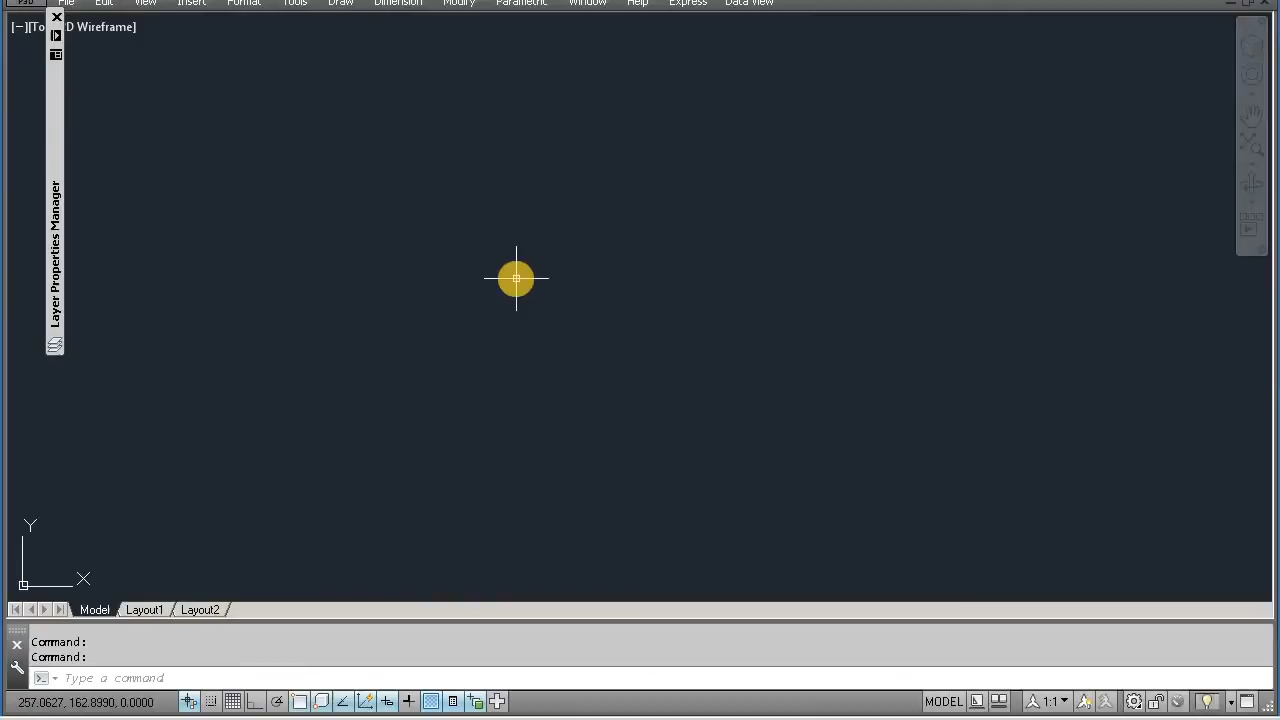 File Edit View Insert Format Tools Draw Dimension Modify Parametric Window Help Express Data View
[−][To D Wireframe]
Layer Properties Manager
Y
X
Model Layout1 Layout2
Command:
Command:
Type a command
257.0627, 162.8990, 0.0000 MODEL 1:1